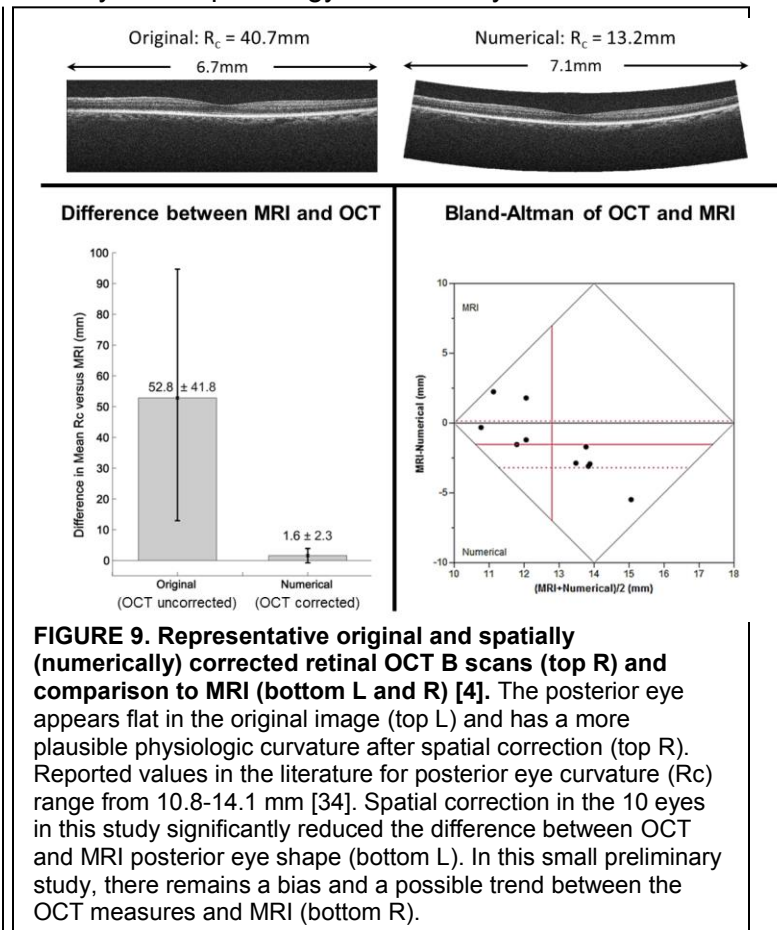 Original: Rc = 40.7mm
Numerical: Rc = 13.2mm
6.7mm
7.1mm
Difference between MRI and OCT
100
90
80
70
60
50
40
30
20
10
0
Difference in Mean Rc versus MRI (mm)
52.8 ± 41.8
1.6 ± 2.3
Original
(OCT uncorrected)
Numerical
(OCT corrected)
Bland-Altman of OCT and MRI
10
5
0
-5
-10
MRI-Numerical (mm)
MRI
Numerical
10 11 12 13 14 15 16 17 18
(MRI+Numerical)/2 (mm)
FIGURE 9. Representative original and spatially
(numerically) corrected retinal OCT B scans (top R) and
comparison to MRI (bottom L and R) [4]. The posterior eye
appears flat in the original image (top L) and has a more
plausible physiologic curvature after spatial correction (top R).
Reported values in the literature for posterior eye curvature (Rc)
range from 10.8-14.1 mm [34]. Spatial correction in the 10 eyes
in this study significantly reduced the difference between OCT
and MRI posterior eye shape (bottom L). In this small preliminary
study, there remains a bias and a possible trend between the
OCT measures and MRI (bottom R).